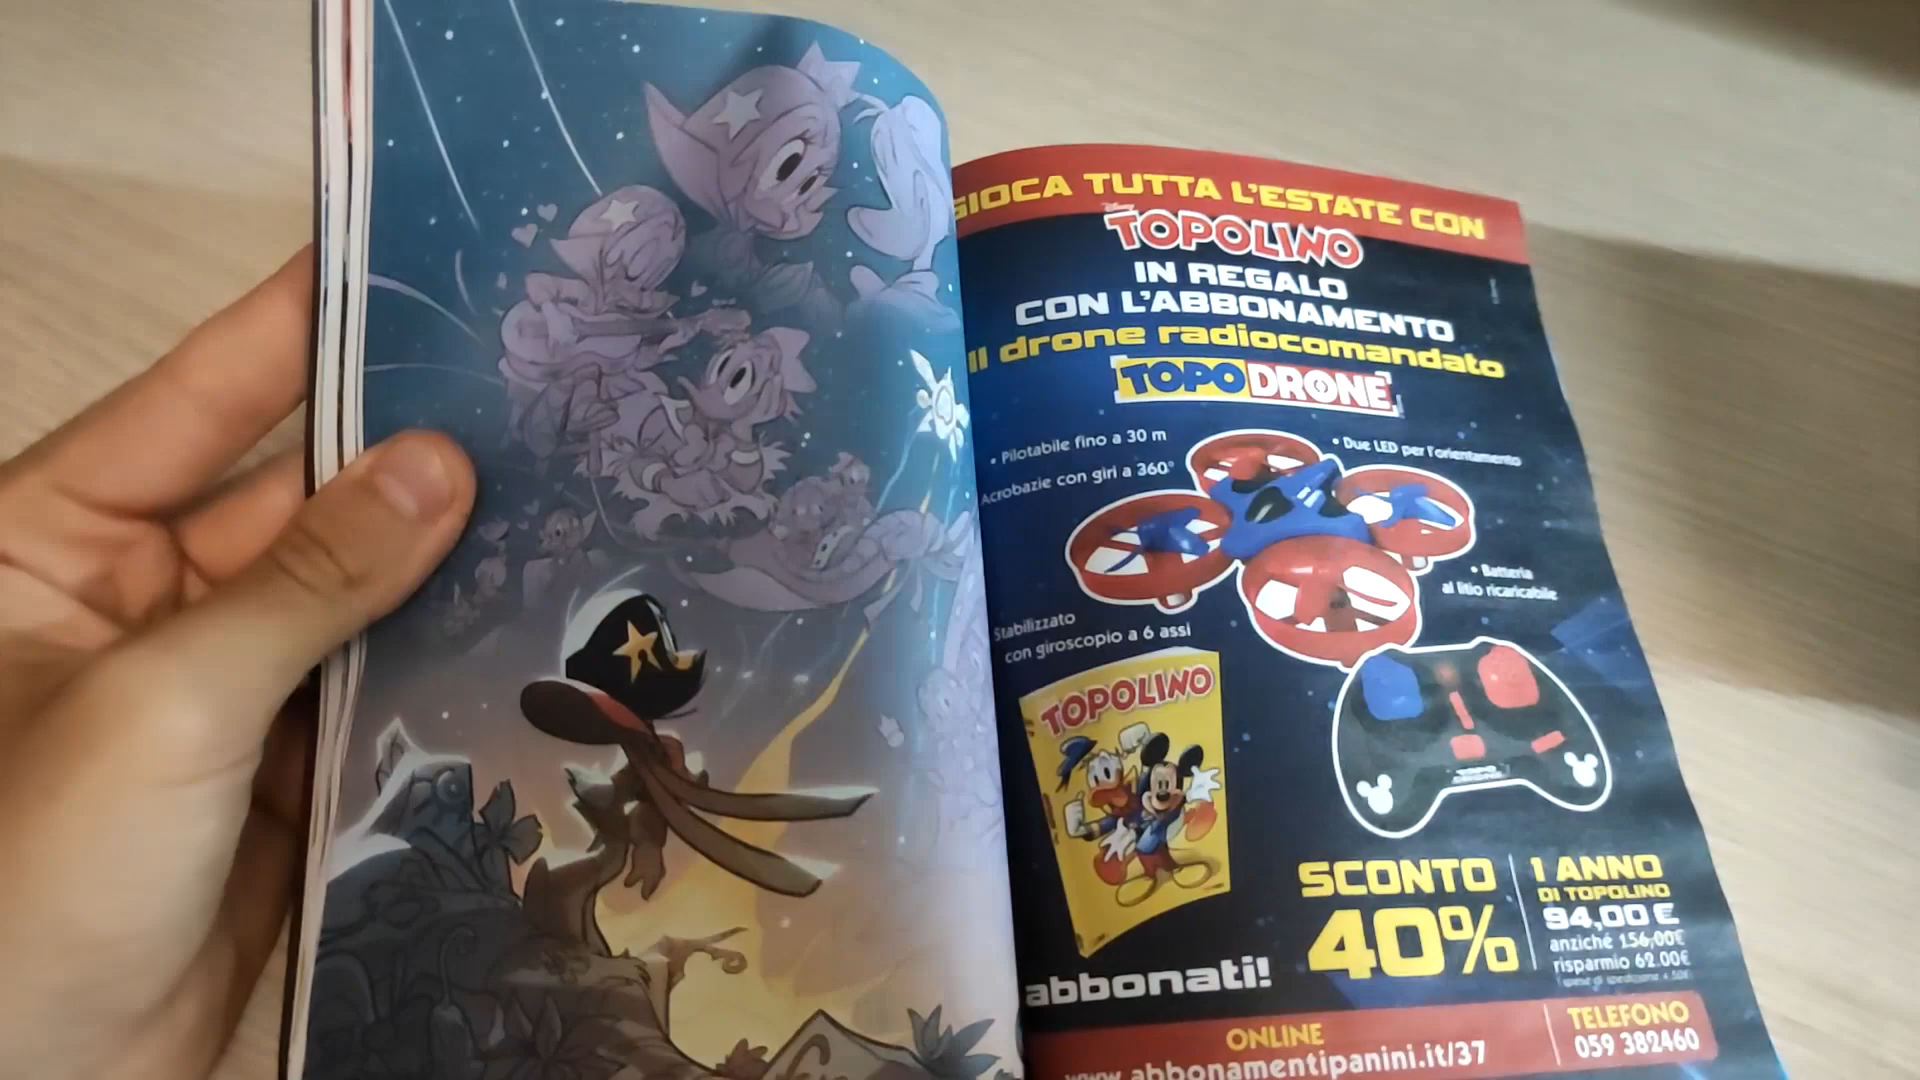 GIOCA TUTTA L'ESTATE CON
Disney
TOPOLINO
IN REGALO
CON L'ABBONAMENTO
Il drone radiocomandato
TOPODRONE
• Pilotabile fino a 30 m
• Due LED per l'orientamento
Acrobazie con giri a 360°
• Batteria
al litio ricaricabile
Stabilizzato
con giroscopio a 6 assi
TOPOLINO
TOPO
DRONE
SCONTO
40%
1 ANNO
DI TOPOLINO
94,00 €
anziché 156,00€
risparmio 62.00€
abbonati!
ONLINE
www.abbonamentipanini.it/37
TELEFONO
059 382460